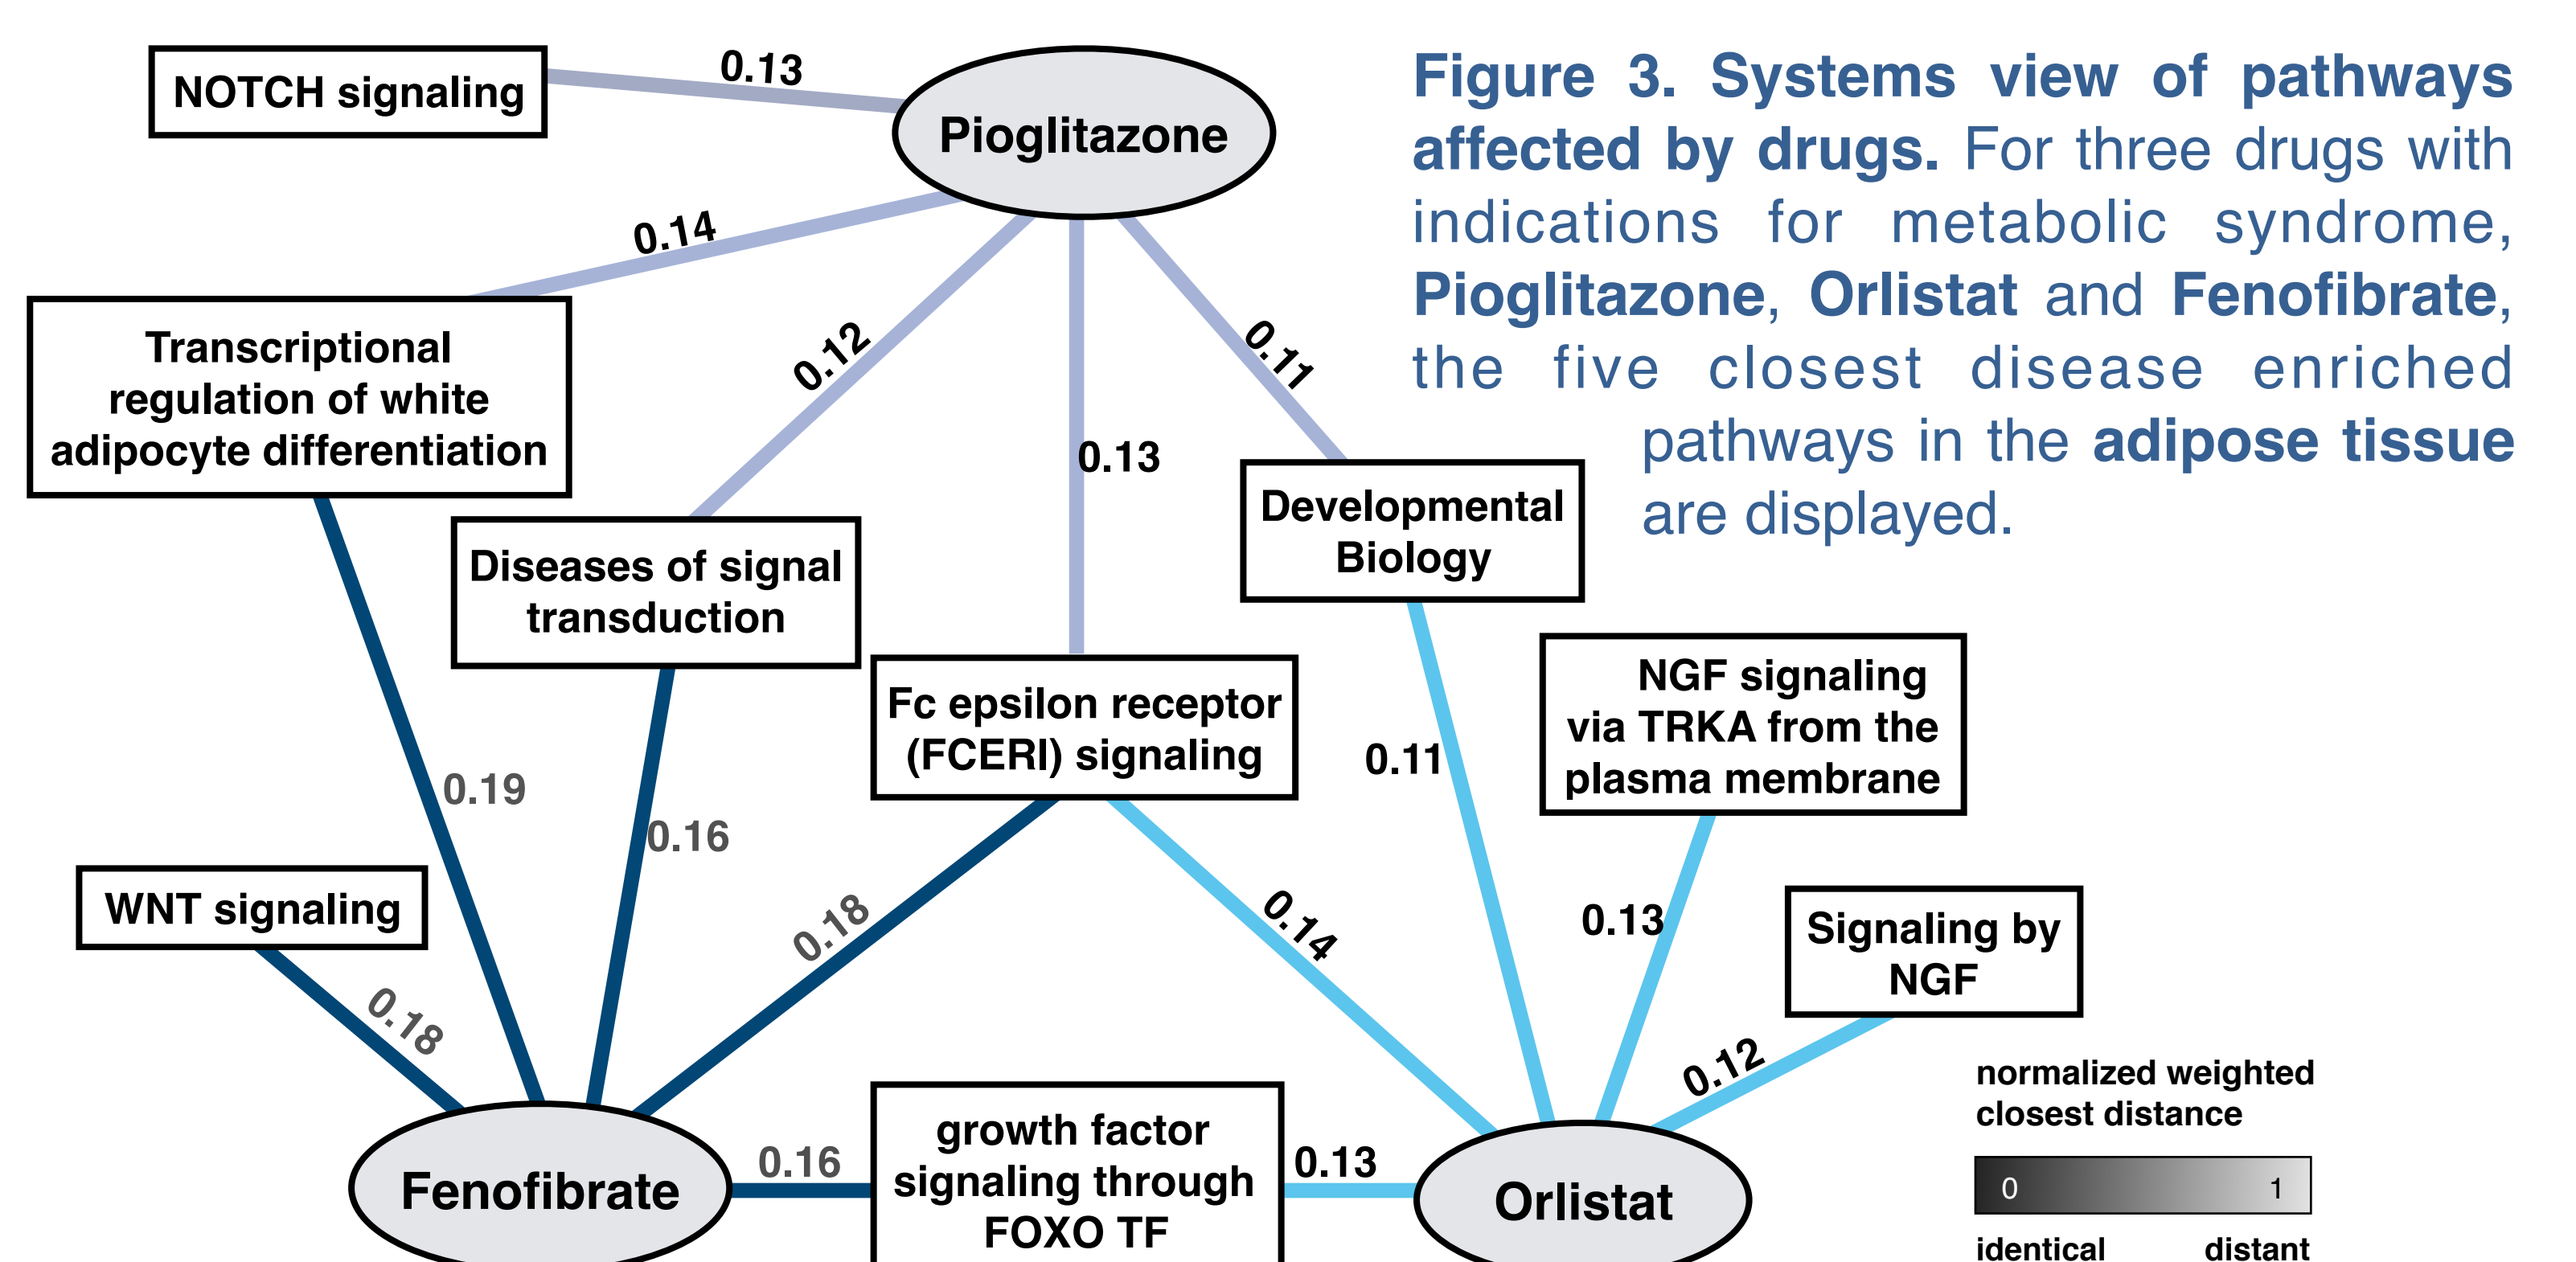 NOTCH signaling
0.13
Pioglitazone
Figure 3. Systems view of pathways
affected by drugs. For three drugs with
indications for metabolic syndrome,
Pioglitazone, Orlistat and Fenofibrate,
the five closest disease enriched
pathways in the adipose tissue
are displayed.
0.14
0.12
0.13
0.11
Transcriptional
regulation of white
adipocyte differentiation
Diseases of signal
transduction
Developmental
Biology
Fc epsilon receptor
(FCERI) signaling
NGF signaling
via TRKA from the
plasma membrane
0.19
0.16
0.11
WNT signaling
0.18
0.18
0.14
0.13
Signaling by
NGF
0.12
Fenofibrate
0.16
growth factor
signaling through
FOXO TF
0.13
Orlistat
normalized weighted
closest distance
0 1
identical distant